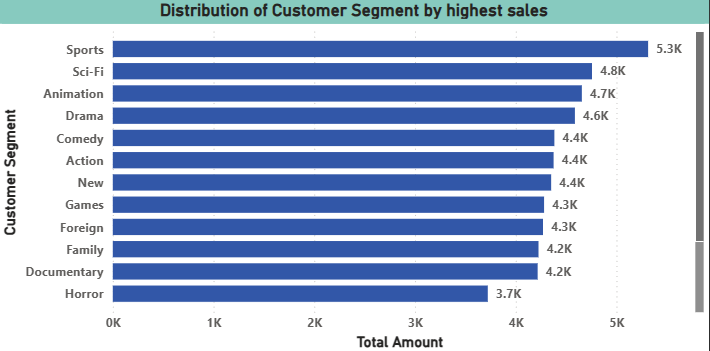 Distribution of Customer Segment by highest sales
Customer Segment
Sports 5.3K
Sci-Fi 4.8K
Animation 4.7K
Drama 4.6K
Comedy 4.4K
Action 4.4K
New 4.4K
Games 4.3K
Foreign 4.3K
Family 4.2K
Documentary 4.2K
Horror 3.7K
0K 1K 2K 3K 4K 5K
Total Amount